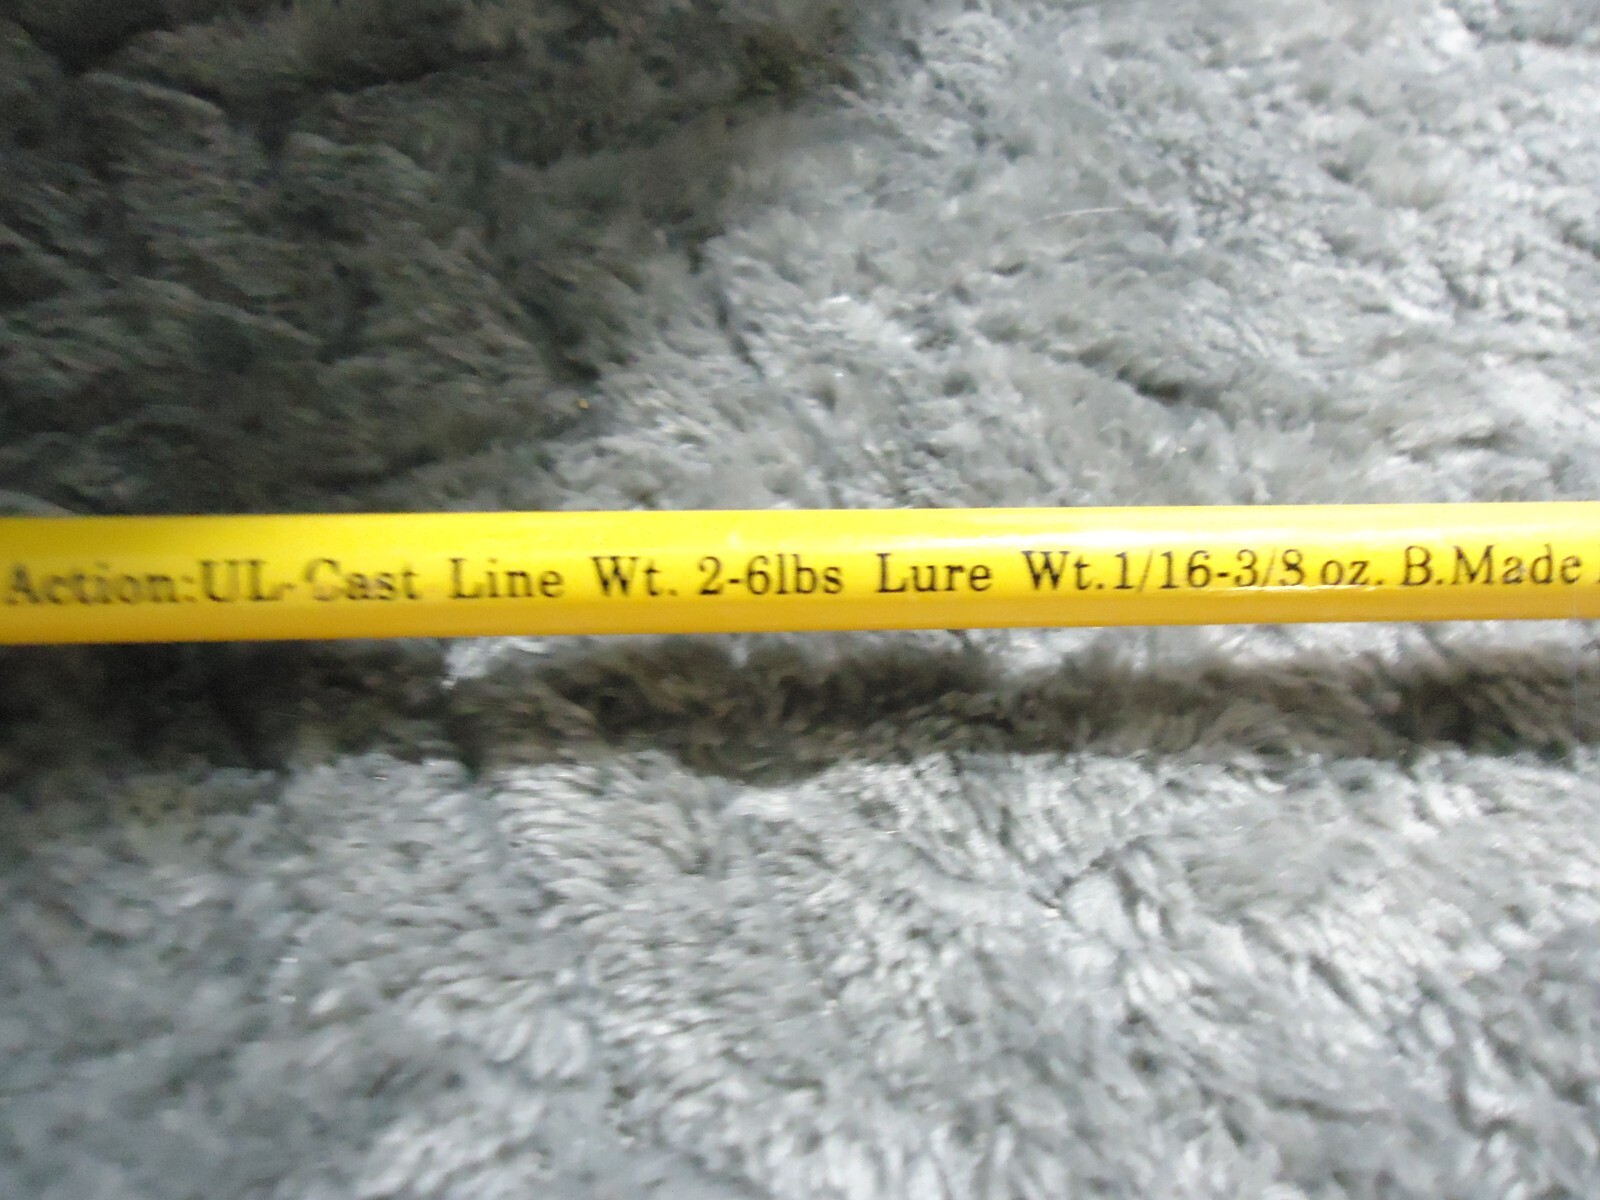 Action:UL-Cast Line Wt. 2-6lbs Lure Wt.1/16-3/8 oz. B.Made